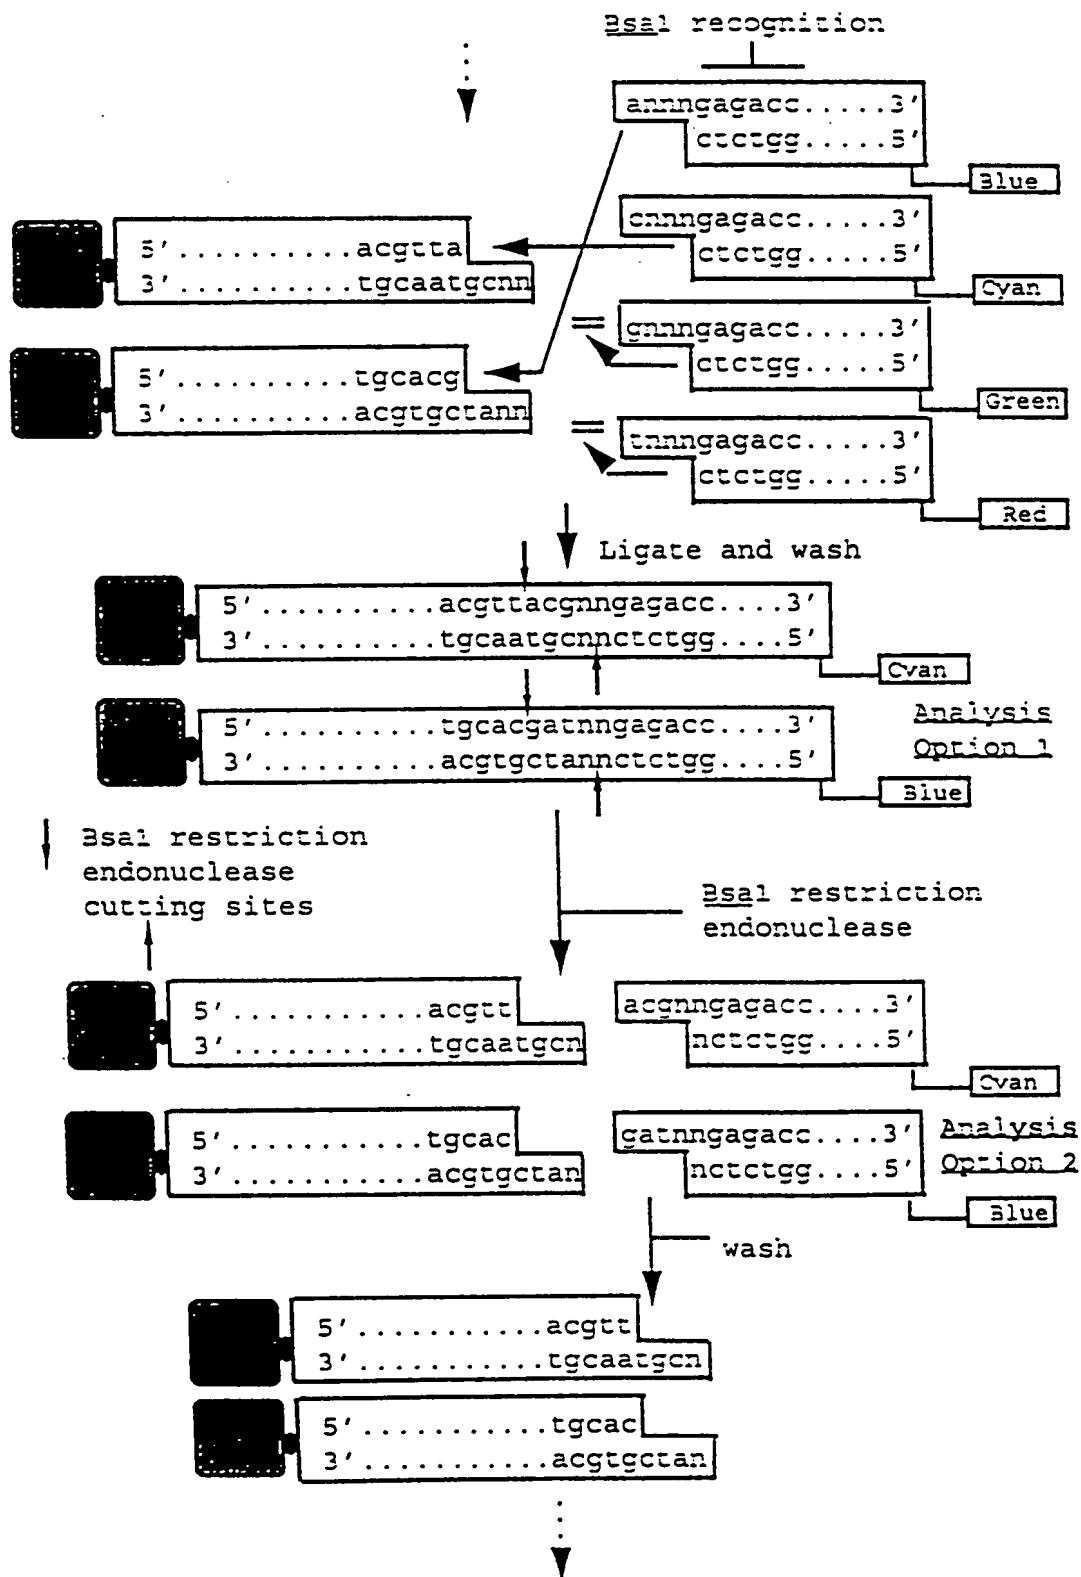 Bsa1 recognition
annngagacc.....3'
ctctgg.....5'
Blue
cnnngagacc.....3'
ctctgg.....5'
Cyan
5'..........acgtta
3'..........tgcaatgcnn
gnnngagacc.....3'
ctctgg.....5'
Green
5'..........tgcacg
3'..........acgtgctann
tnnngagacc.....3'
ctctgg.....5'
Red
Ligate and wash
5'..........acgttacgnngagacc....3'
3'..........tgcaatgcnnctctgg....5'
Cyan
5'..........tgcacgatnngagacc....3'
3'..........acgtgctannctctgg....5'
Blue
Analysis
Option 1
Bsa1 restriction
endonuclease
cutting sites
Bsa1 restriction
endonuclease
5'...........acgtt
3'...........tgcaatgcn
acgnngagacc....3'
nctctgg....5'
Cyan
5'...........tgcac
3'...........acgtgctan
gatnngagacc....3'
nctctgg....5'
Blue
Analysis
Option 2
wash
5'...........acgtt
3'...........tgcaatgcn
5'...........tgcac
3'...........acgtgctan